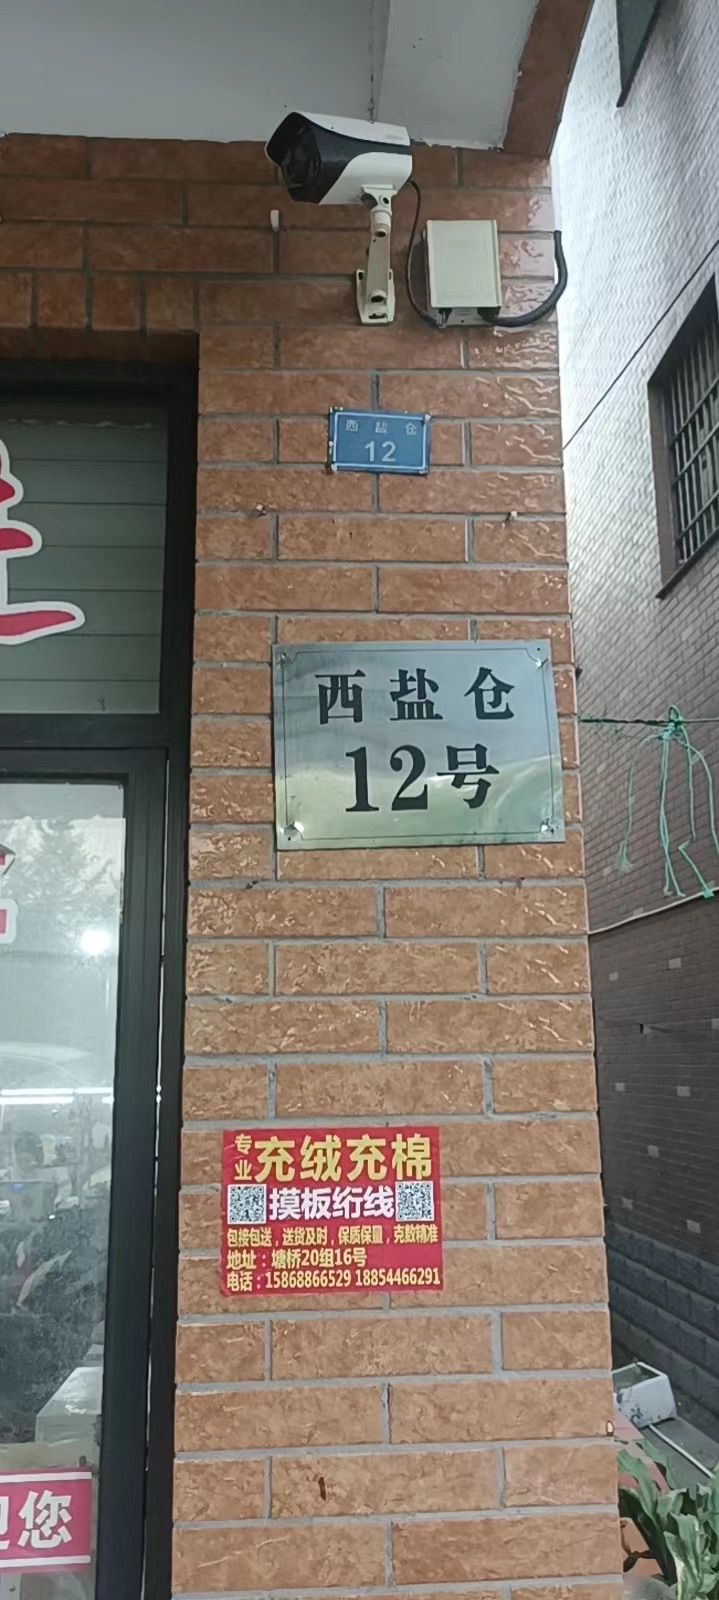 西盐仓
12
西盐仓
12号
专业 充绒充棉
摸板绗线
包接包送，送货及时，保质保量，克数精准
地址：塘桥20组16号
电话：15868866529 18854466291
迎您